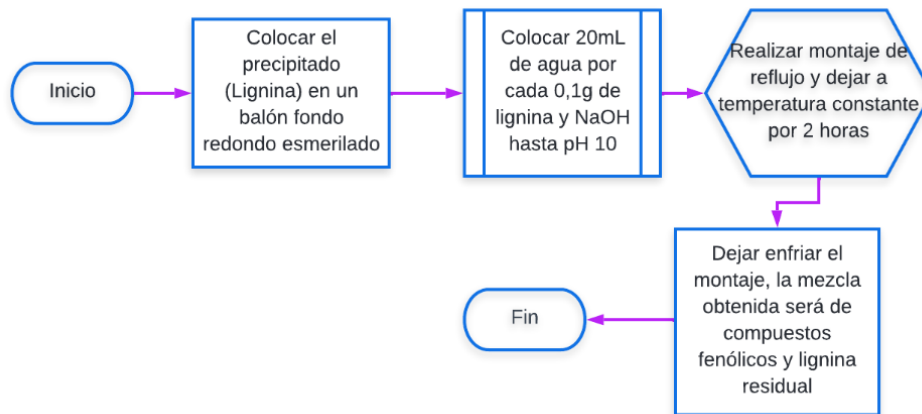 Inicio
Colocar el
precipitado
(Lignina) en un
balón fondo
redondo esmerilado
Colocar 20mL
de agua por
cada 0,1g de
lignina y NaOH
hasta pH 10
Realizar montaje de
reflujo y dejar a
temperatura constante
por 2 horas
Dejar enfriar el
montaje, la mezcla
obtenida será de
compuestos
fenólicos y lignina
residual
Fin